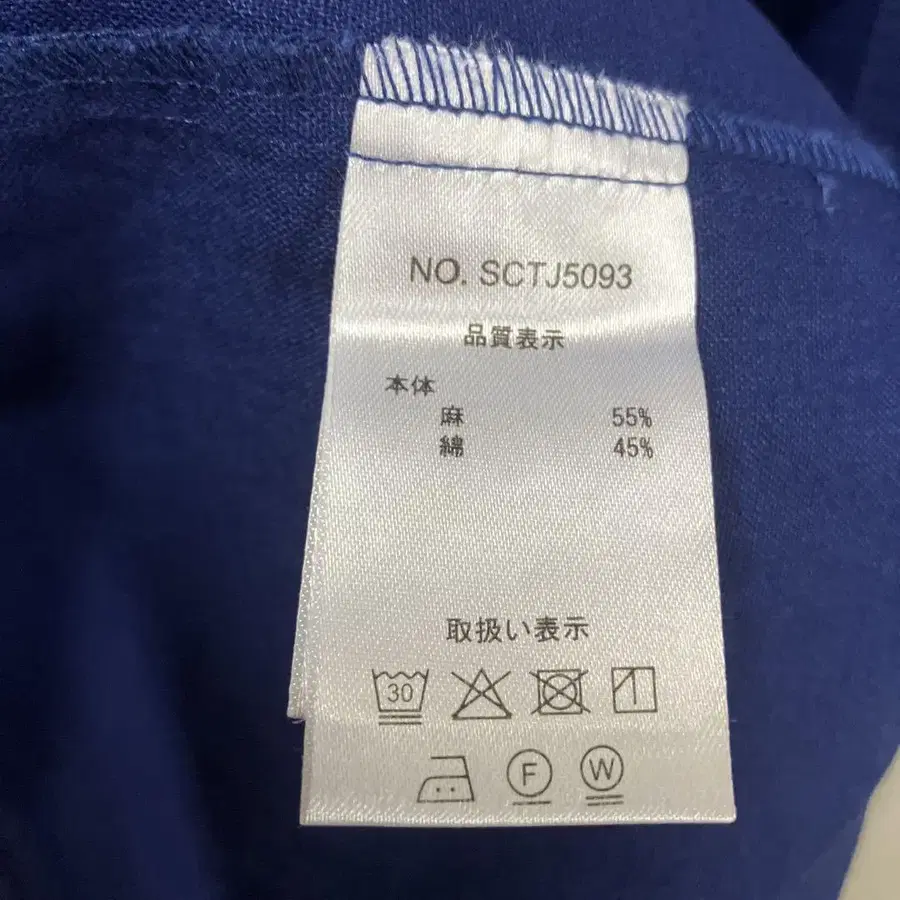 NO. SCTJ5093
品質表示
本体
麻 55%
綿 45%
取扱い表示
30
F W